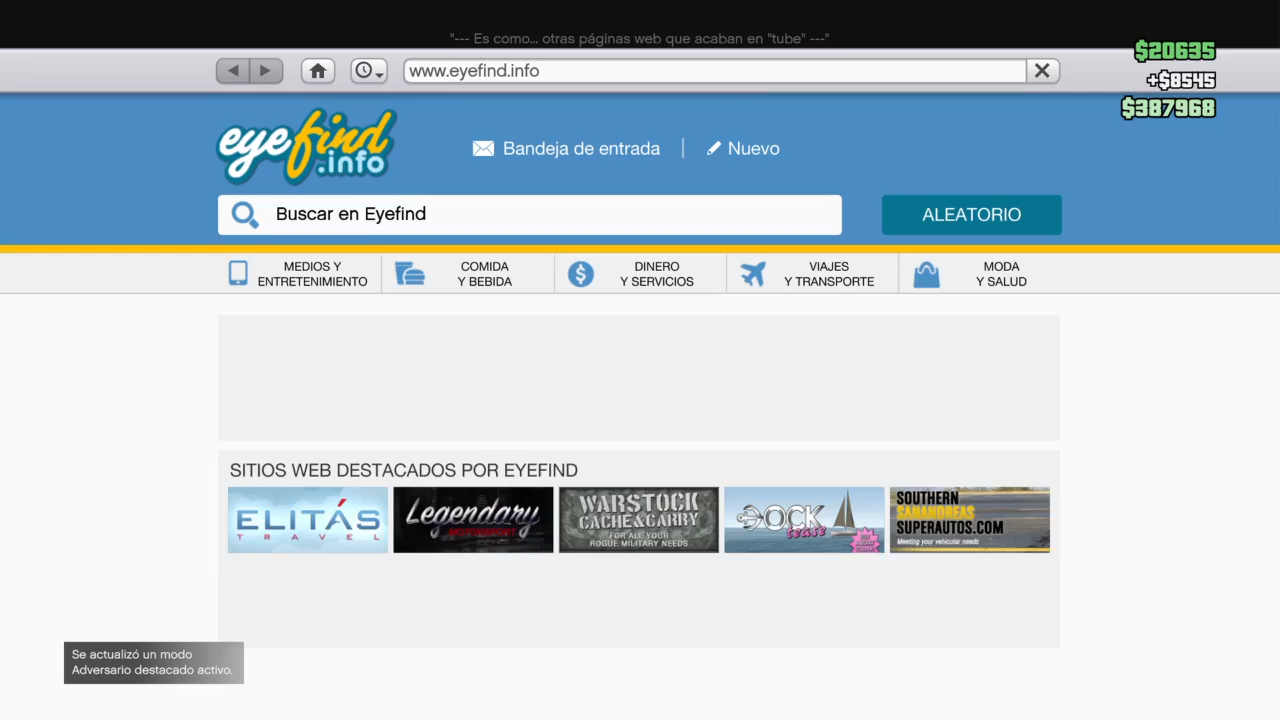 "--- Es como... otras páginas web que acaban en "tube" ---"
$20635
www.eyefind.info
+$8545
$387968
eyefind
.info
Bandeja de entrada
Nuevo
Buscar en Eyefind
ALEATORIO
MEDIOS Y
ENTRETENIMIENTO
COMIDA
Y BEBIDA
DINERO
Y SERVICIOS
VIAJES
Y TRANSPORTE
MODA
Y SALUD
SITIOS WEB DESTACADOS POR EYEFIND
ELITÁS
TRAVEL
Legendary
MOTORSPORT
WARSTOCK
CACHE&CARRY
FOR ALL YOUR
ROGUE MILITARY NEEDS
DOCK
tease
SOUTHERN
SANANDREAS
SUPERAUTOS.COM
Meeting your vehicular needs
Se actualizó un modo
Adversario destacado activo.